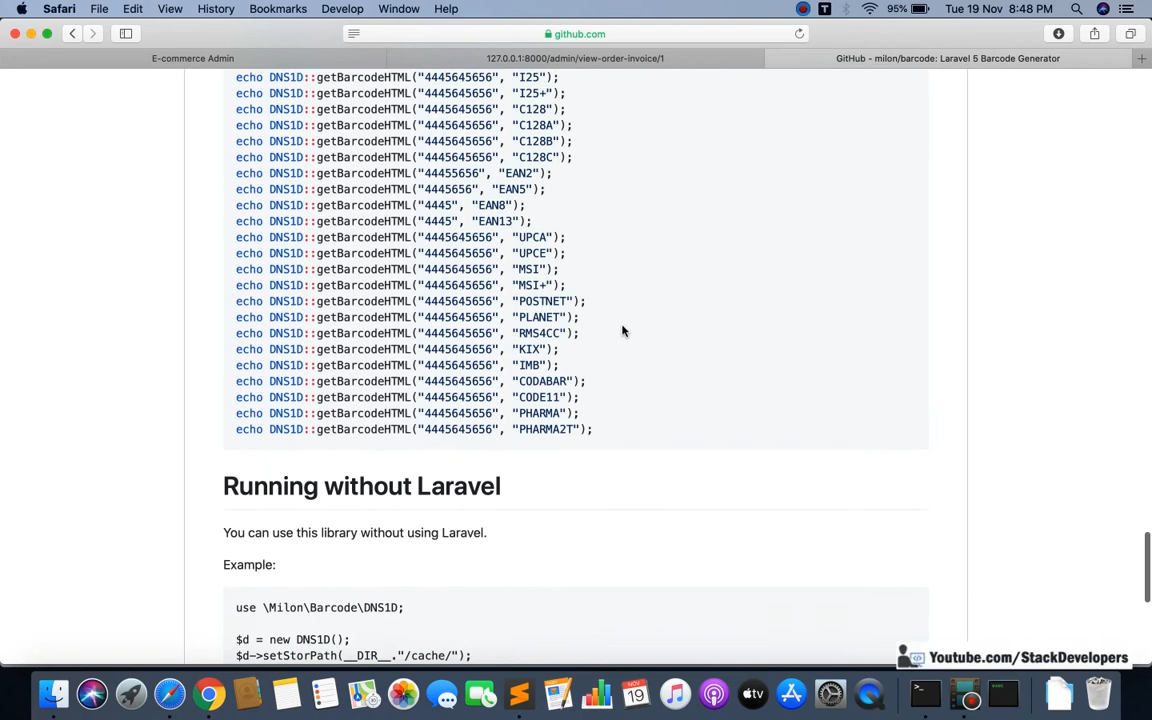 Safari File Edit View History Bookmarks Develop Window Help T 95% Tue 19 Nov 8:48 PM
github.com
E-commerce Admin 127.0.0.1:8000/admin/view-order-invoice/1 GitHub - milon/barcode: Laravel 5 Barcode Generator
echo DNS1D::getBarcodeHTML("4445645656", "I25");
echo DNS1D::getBarcodeHTML("4445645656", "I25+");
echo DNS1D::getBarcodeHTML("4445645656", "C128");
echo DNS1D::getBarcodeHTML("4445645656", "C128A");
echo DNS1D::getBarcodeHTML("4445645656", "C128B");
echo DNS1D::getBarcodeHTML("4445645656", "C128C");
echo DNS1D::getBarcodeHTML("44455656", "EAN2");
echo DNS1D::getBarcodeHTML("4445656", "EAN5");
echo DNS1D::getBarcodeHTML("4445", "EAN8");
echo DNS1D::getBarcodeHTML("4445", "EAN13");
echo DNS1D::getBarcodeHTML("4445645656", "UPCA");
echo DNS1D::getBarcodeHTML("4445645656", "UPCE");
echo DNS1D::getBarcodeHTML("4445645656", "MSI");
echo DNS1D::getBarcodeHTML("4445645656", "MSI+");
echo DNS1D::getBarcodeHTML("4445645656", "POSTNET");
echo DNS1D::getBarcodeHTML("4445645656", "PLANET");
echo DNS1D::getBarcodeHTML("4445645656", "RMS4CC");
echo DNS1D::getBarcodeHTML("4445645656", "KIX");
echo DNS1D::getBarcodeHTML("4445645656", "IMB");
echo DNS1D::getBarcodeHTML("4445645656", "CODABAR");
echo DNS1D::getBarcodeHTML("4445645656", "CODE11");
echo DNS1D::getBarcodeHTML("4445645656", "PHARMA");
echo DNS1D::getBarcodeHTML("4445645656", "PHARMA2T");
Running without Laravel
You can use this library without using Laravel.
Example:
use \Milon\Barcode\DNS1D;
$d = new DNS1D();
$d->setStorPath(__DIR__."/cache/");
Youtube.com/StackDevelopers
NOV
19
tv